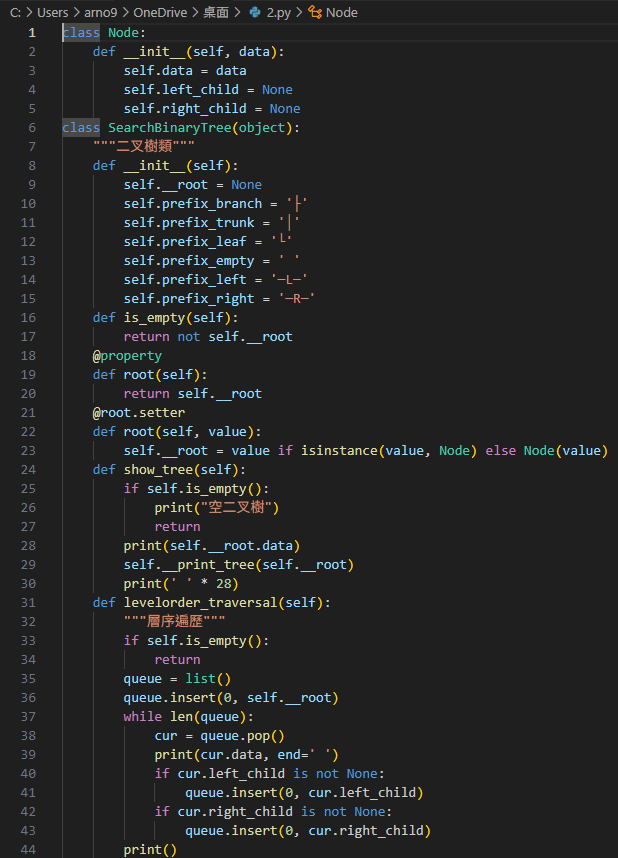 C: > Users > arno9 > OneDrive > 桌面 > 2.py > Node
1 class Node:
2     def __init__(self, data):
3         self.data = data
4         self.left_child = None
5         self.right_child = None
6 class SearchBinaryTree(object):
7     """二叉樹類"""
8     def __init__(self):
9         self.__root = None
10         self.prefix_branch = '├'
11         self.prefix_trunk = '│'
12         self.prefix_leaf = '└'
13         self.prefix_empty = ' '
14         self.prefix_left = '─L─'
15         self.prefix_right = '─R─'
16     def is_empty(self):
17         return not self.__root
18     @property
19     def root(self):
20         return self.__root
21     @root.setter
22     def root(self, value):
23         self.__root = value if isinstance(value, Node) else Node(value)
24     def show_tree(self):
25         if self.is_empty():
26             print("空二叉樹")
27             return
28         print(self.__root.data)
29         self.__print_tree(self.__root)
30         print(' ' * 28)
31     def levelorder_traversal(self):
32         """層序遍歷"""
33         if self.is_empty():
34             return
35         queue = list()
36         queue.insert(0, self.__root)
37         while len(queue):
38             cur = queue.pop()
39             print(cur.data, end=' ')
40             if cur.left_child is not None:
41                 queue.insert(0, cur.left_child)
42             if cur.right_child is not None:
43                 queue.insert(0, cur.right_child)
44         print()